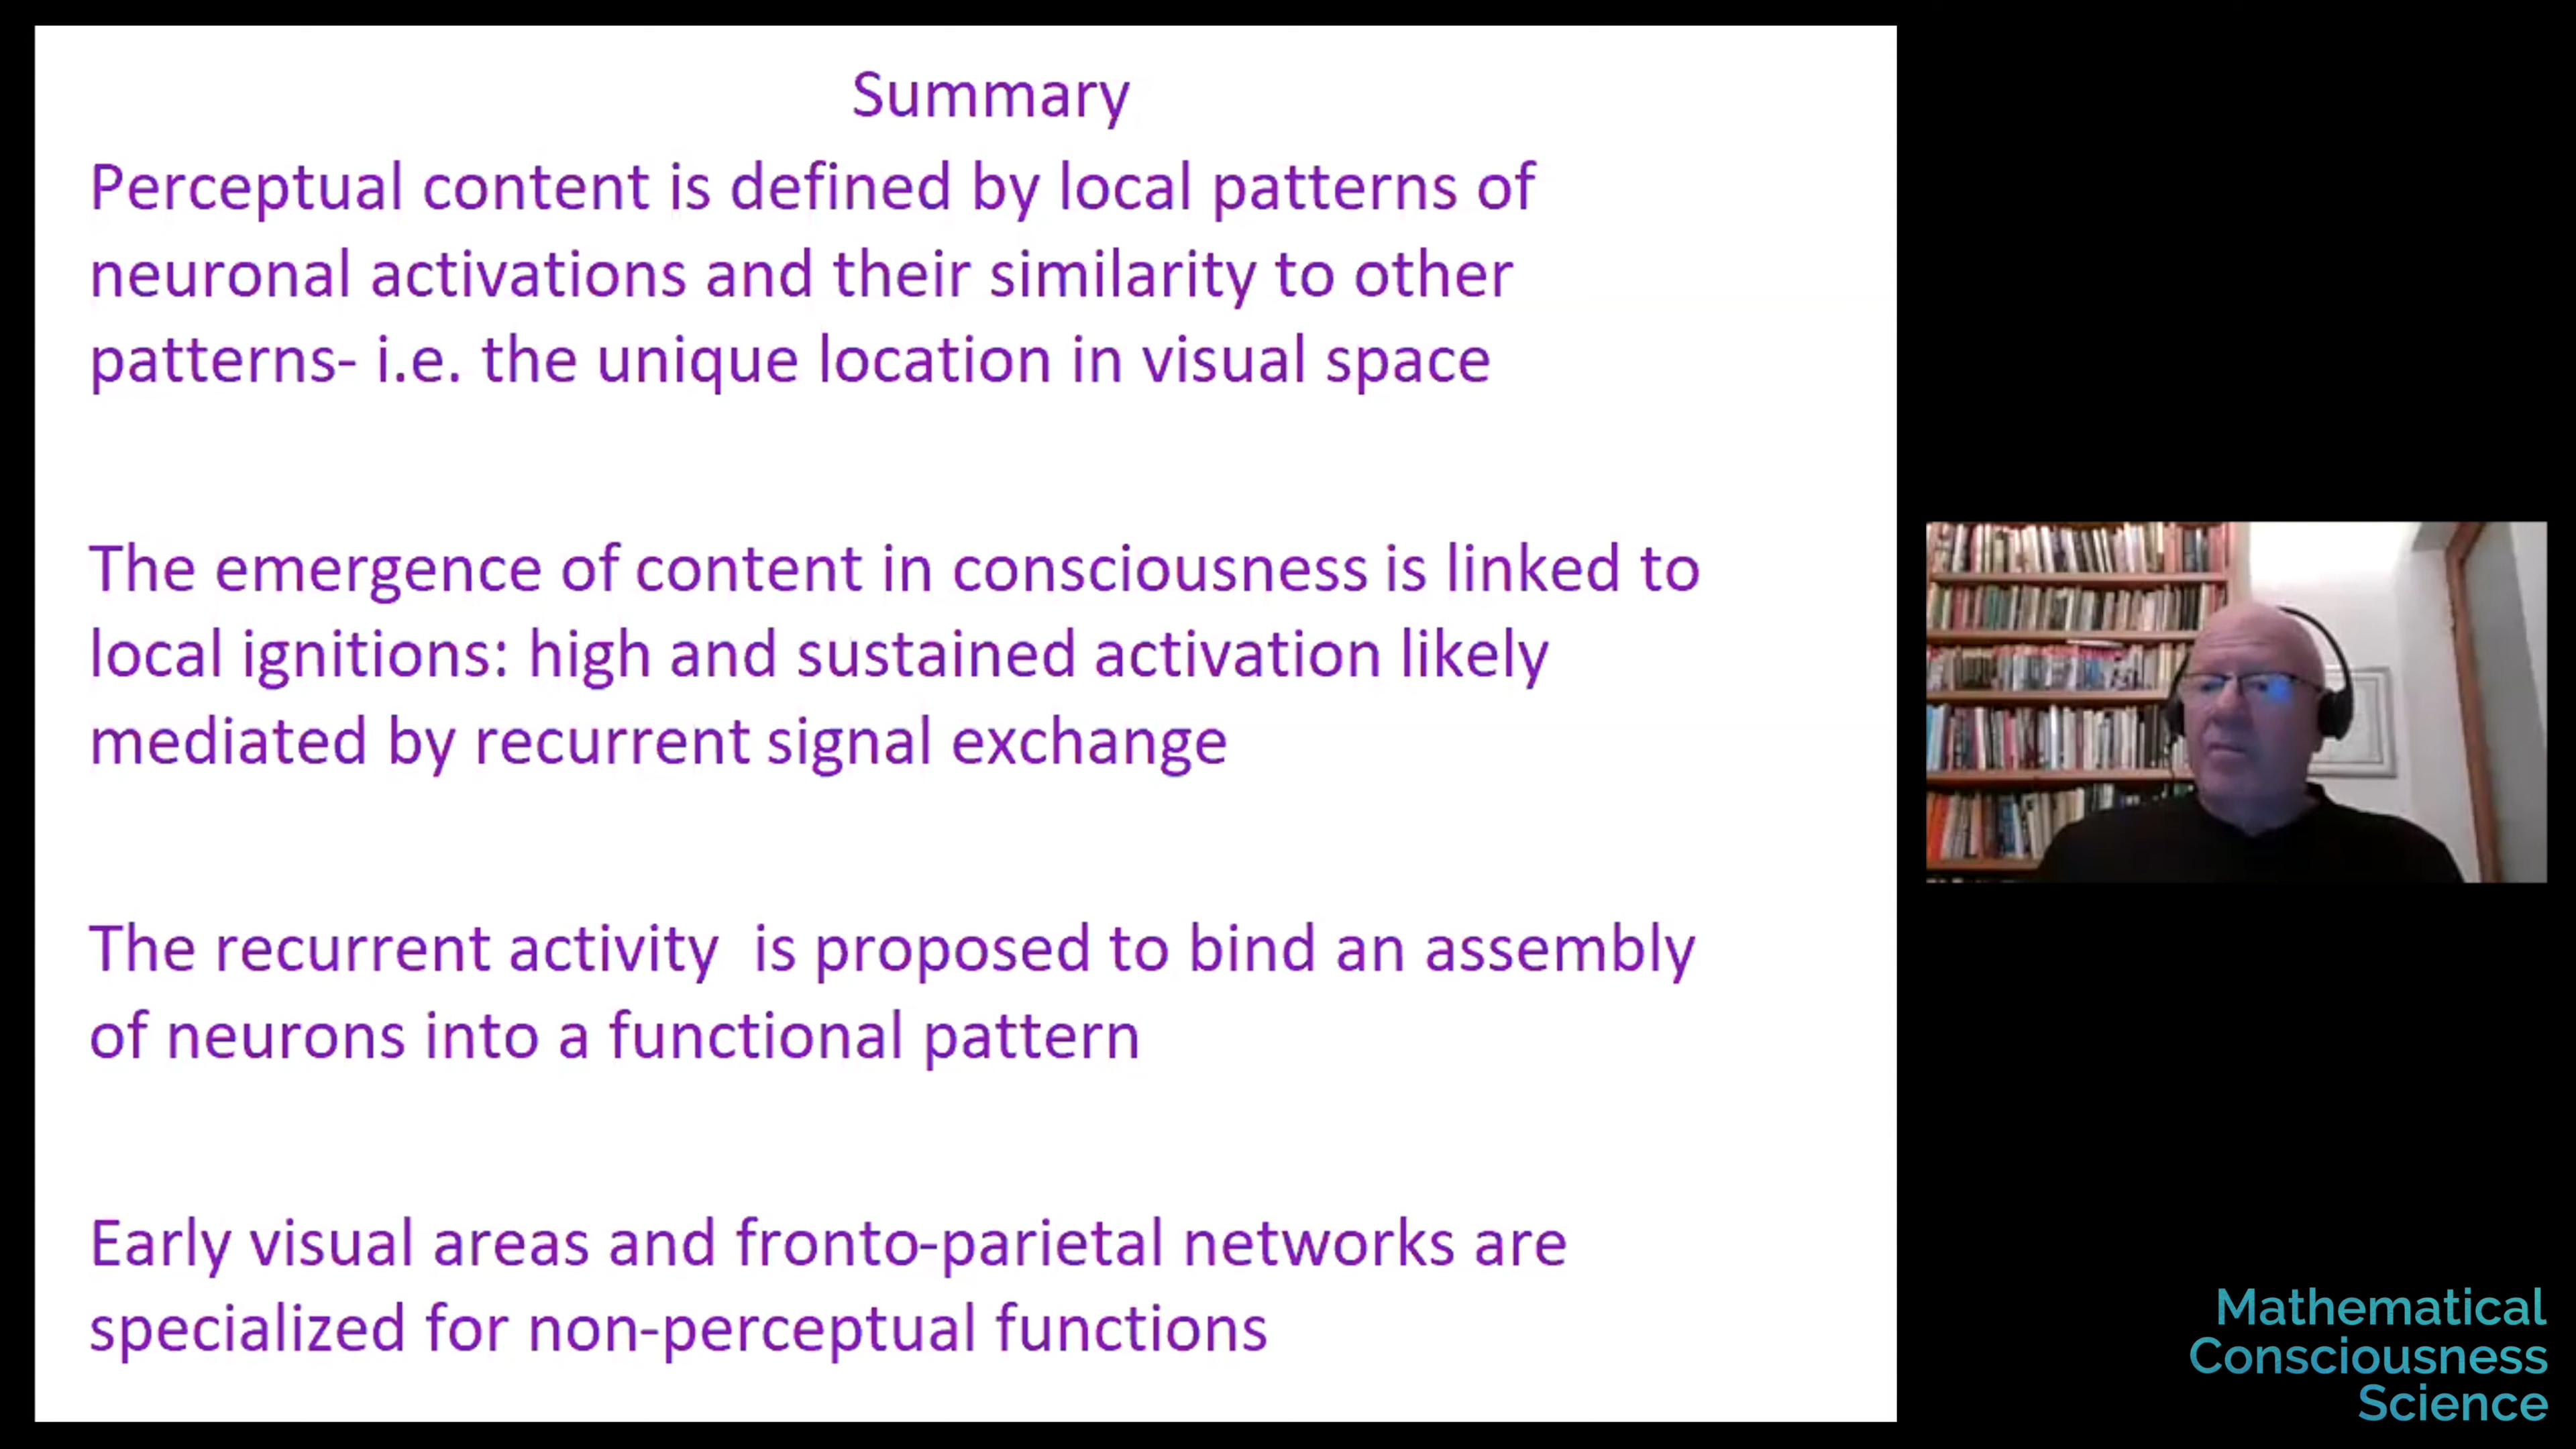 Summary
Perceptual content is defined by local patterns of
neuronal activations and their similarity to other
patterns- i.e. the unique location in visual space
The emergence of content in consciousness is linked to
local ignitions: high and sustained activation likely
mediated by recurrent signal exchange
The recurrent activity  is proposed to bind an assembly
of neurons into a functional pattern
Early visual areas and fronto-parietal networks are
specialized for non-perceptual functions
Mathematical
Consciousness
Science